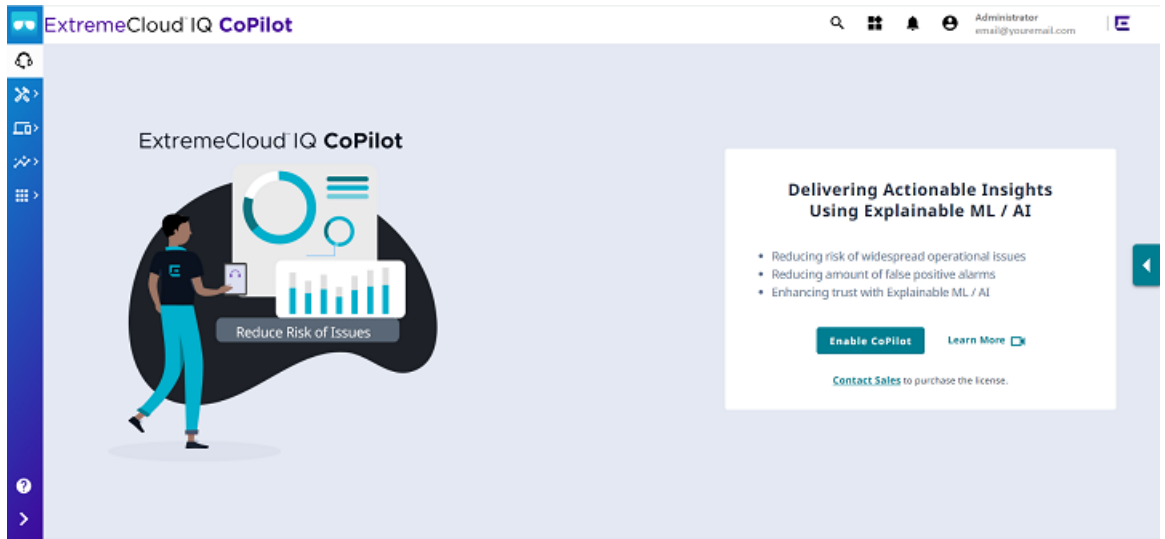 ExtremeCloud™ IQ CoPilot
Administrator
email@youremail.com
ExtremeCloud™ IQ CoPilot
Reduce Risk of Issues
Delivering Actionable Insights
Using Explainable ML / AI
• Reducing risk of widespread operational issues
• Reducing amount of false positive alarms
• Enhancing trust with Explainable ML / AI
Enable CoPilot
Learn More
Contact Sales to purchase the license.